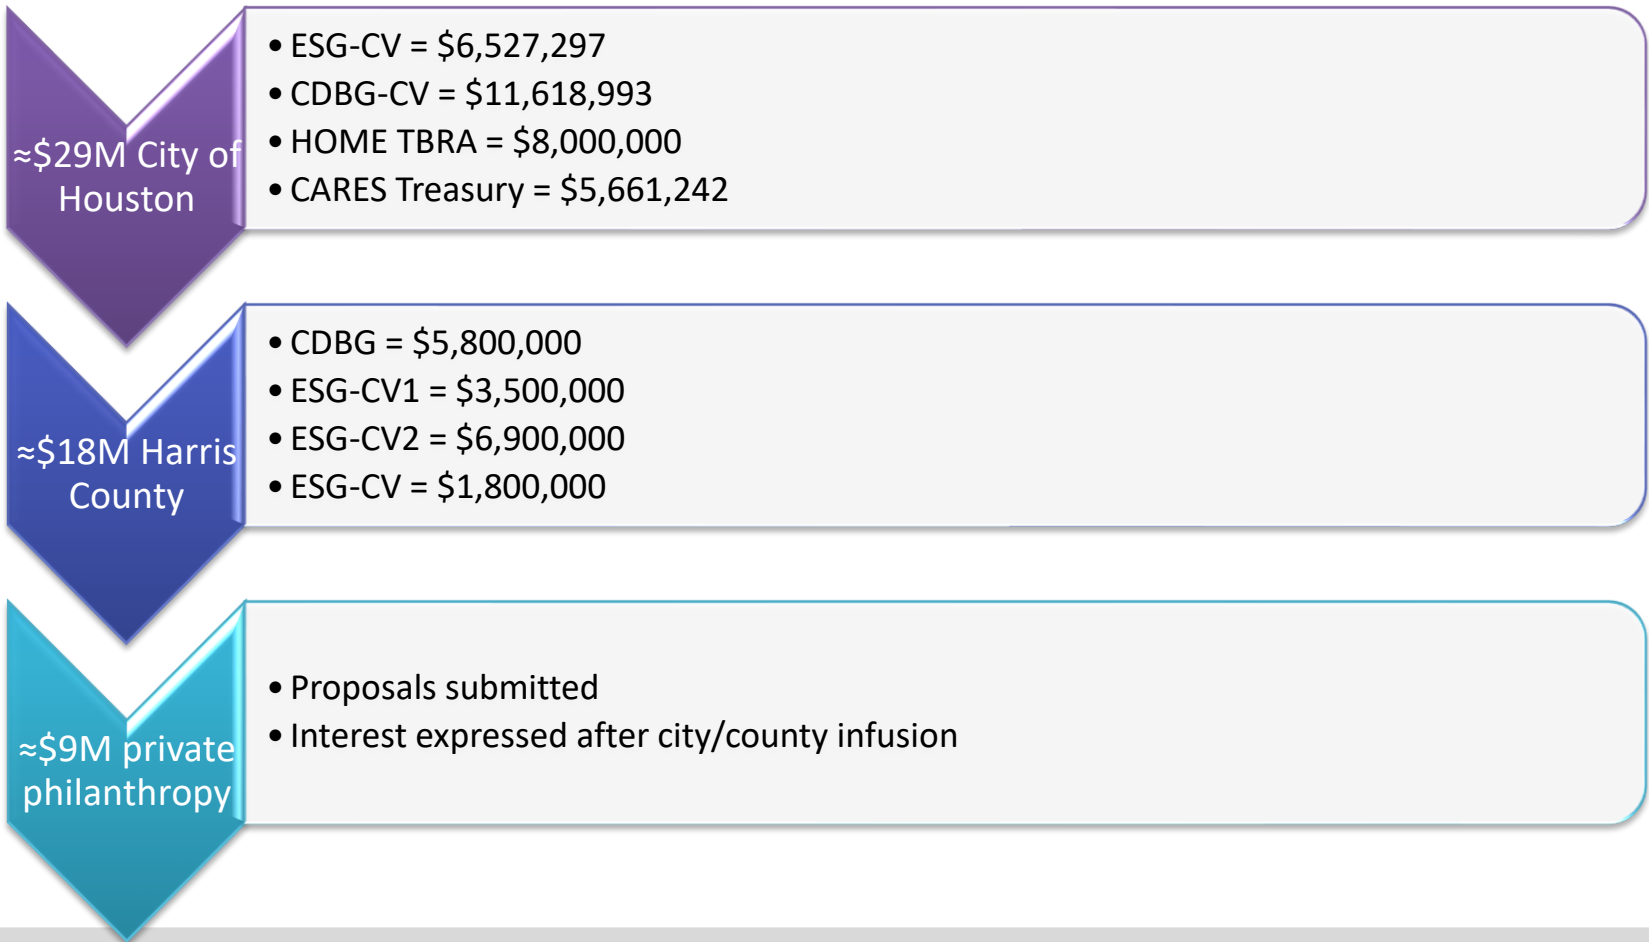 ≈$29M City of
Houston
• ESG-CV = $6,527,297
• CDBG-CV = $11,618,993
• HOME TBRA = $8,000,000
• CARES Treasury = $5,661,242
≈$18M Harris
County
• CDBG = $5,800,000
• ESG-CV1 = $3,500,000
• ESG-CV2 = $6,900,000
• ESG-CV = $1,800,000
≈$9M private
philanthropy
• Proposals submitted
• Interest expressed after city/county infusion